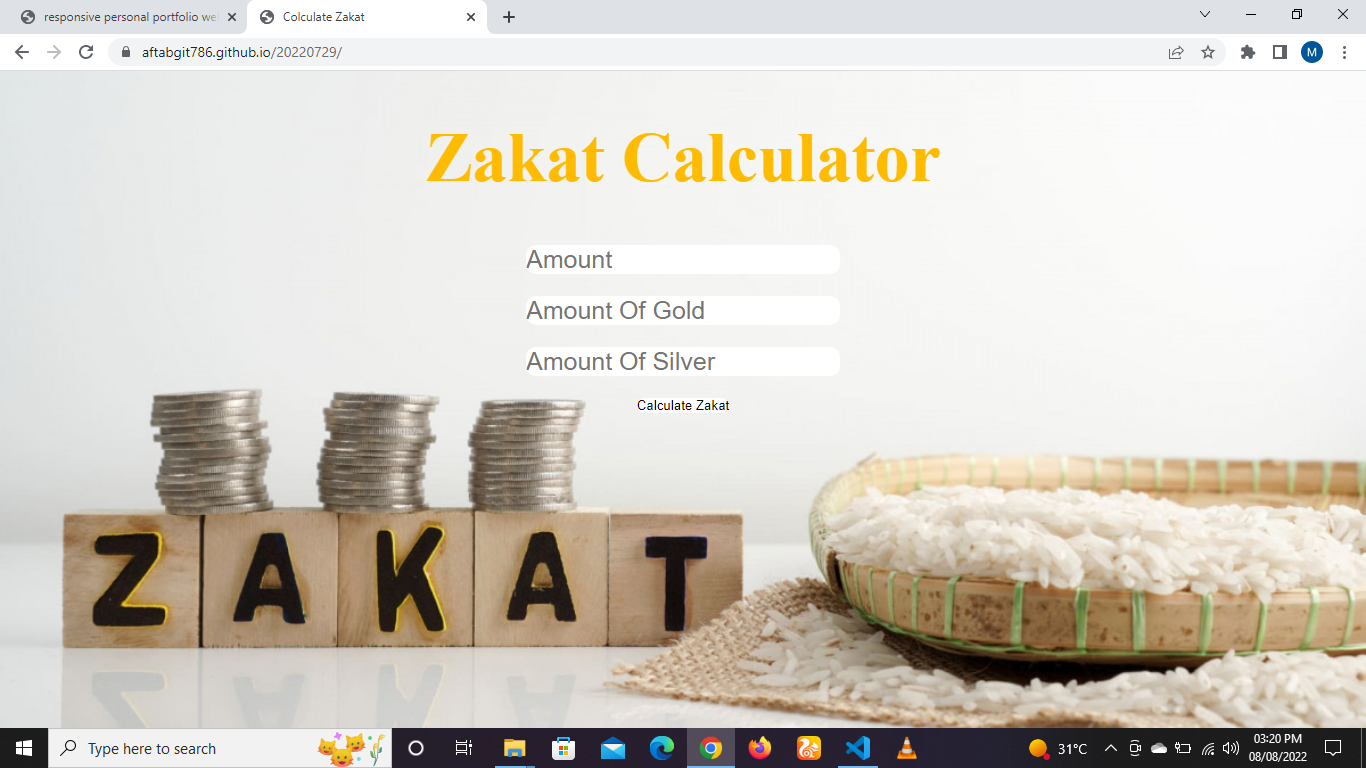 responsive personal portfolio we
Colculate Zakat
aftabgit786.github.io/20220729/
M
Zakat Calculator
Amount
Amount Of Gold
Amount Of Silver
Calculate Zakat
ZAKAT
Type here to search
31°C
03:20 PM
08/08/2022